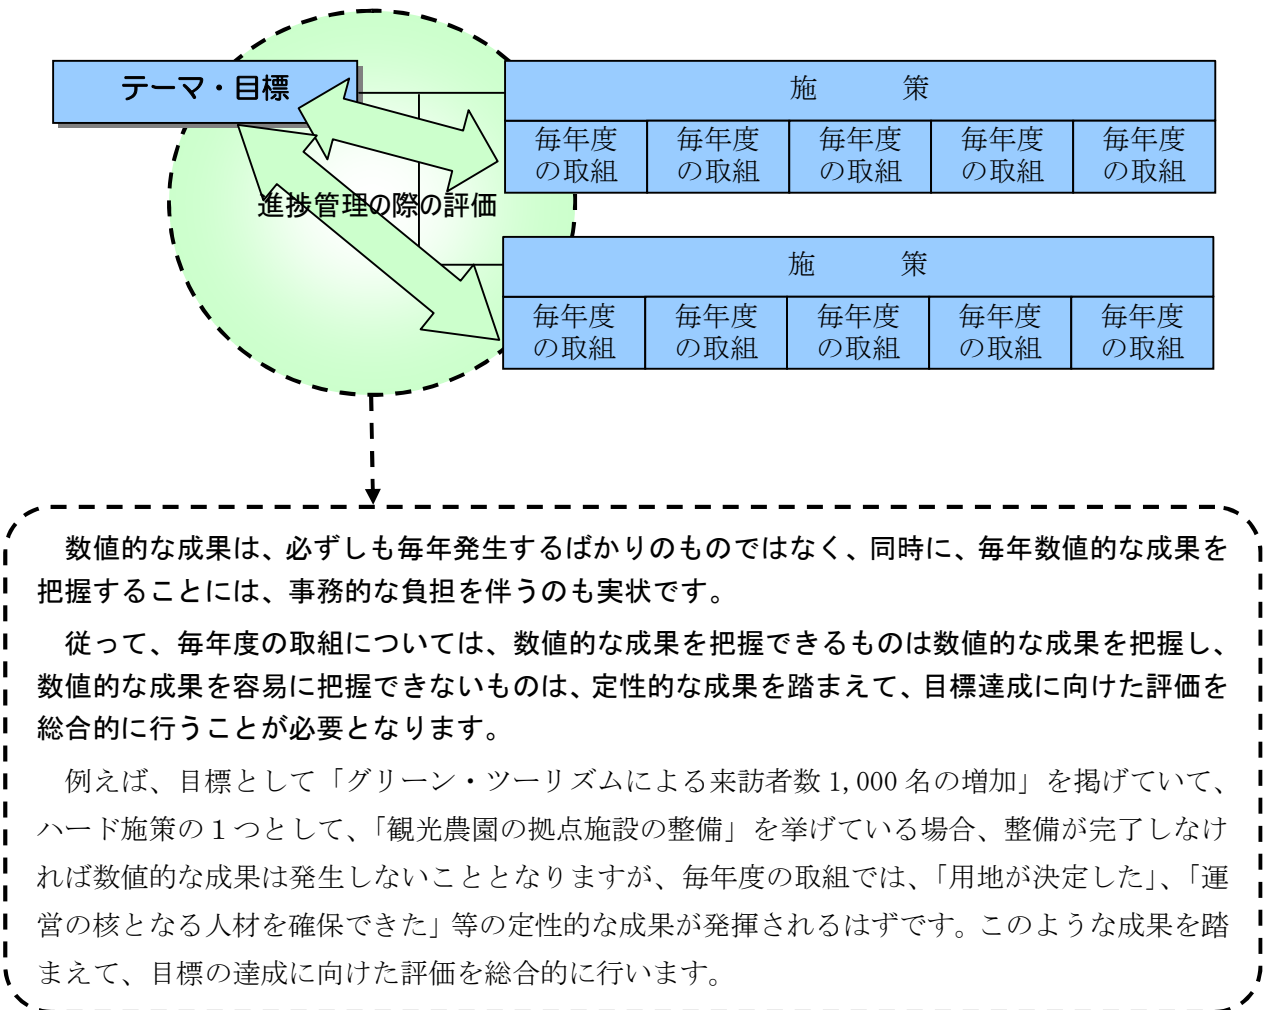 テーマ・目標
施　　策
毎年度 毎年度 毎年度 毎年度 毎年度
の取組 の取組 の取組 の取組 の取組
進捗管理の際の評価
施　　策
毎年度 毎年度 毎年度 毎年度 毎年度
の取組 の取組 の取組 の取組 の取組
数値的な成果は、必ずしも毎年発生するばかりのものではなく、同時に、毎年数値的な成果を
把握することには、事務的な負担を伴うのも実状です。
従って、毎年度の取組については、数値的な成果を把握できるものは数値的な成果を把握し、
数値的な成果を容易に把握できないものは、定性的な成果を踏まえて、目標達成に向けた評価を
総合的に行うことが必要となります。
例えば、目標として「グリーン・ツーリズムによる来訪者数 1,000 名の増加」を掲げていて、
ハード施策の１つとして、「観光農園の拠点施設の整備」を挙げている場合、整備が完了しなけ
れば数値的な成果は発生しないこととなりますが、毎年度の取組では、「用地が決定した」、「運
営の核となる人材を確保できた」等の定性的な成果が発揮されるはずです。このような成果を踏
まえて、目標の達成に向けた評価を総合的に行います。